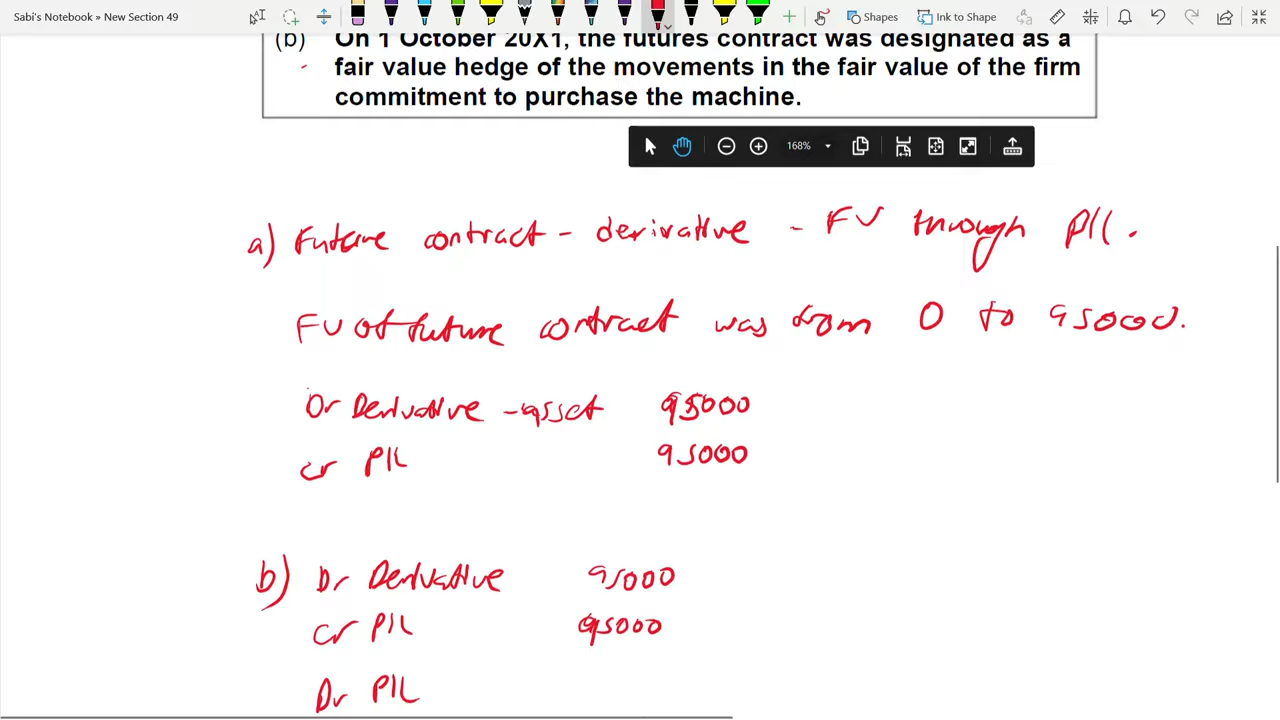 Sabi's Notebook » New Section 49
Shapes
Ink to Shape
(b) On 1 October 20X1, the futures contract was designated as a
fair value hedge of the movements in the fair value of the firm
commitment to purchase the machine.
168%
a) Future contract - derivative - FV through P/L.
FV of future contract was from 0 to 95000.
Dr Derivative - asset 95000
cr P/L 95000
b) Dr Derivative 95000
cr P/L 95000
Dr P/L